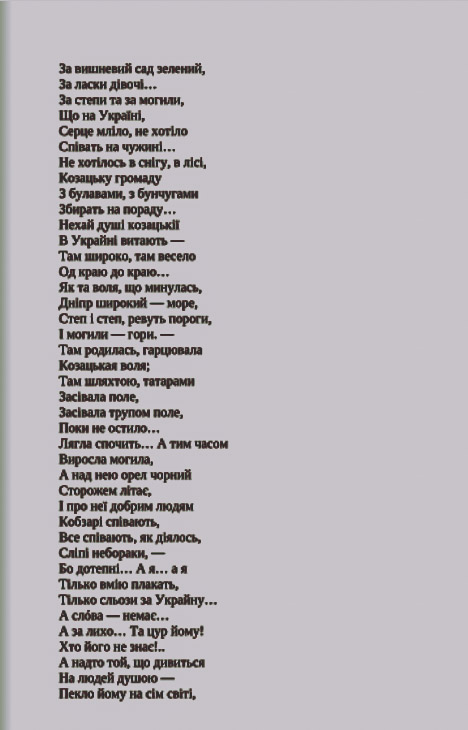 За вишневий сад зелений,
За ласки дівочі…
За степи та за могили,
Що на Україні,
Серце мліло, не хотіло
Співать на чужині…
Не хотілось в снігу, в лісі,
Козацьку громаду
З булавами, з бунчугами
Збирать на пораду…
Нехай душі козацькії
В Украйні витають —
Там широко, там весело
Од краю до краю…
Як та воля, що минулась,
Дніпр широкий — море,
Степ і степ, ревуть пороги,
І могили — гори. —
Там родилась, гарцювала
Козацькая воля;
Там шляхтою, татарами
Засівала поле,
Засівала трупом поле,
Поки не остило…
Лягла спочить… А тим часом
Виросла могила,
А над нею орел чорний
Сторожем літає,
І про неї добрим людям
Кобзарі співають,
Все співають, як діялось,
Сліпі небораки, —
Бо дотепні… А я… а я
Тілько вмію плакать,
Тілько сльози за Украйну…
А сло́ва — немає…
А за лихо… Та цур йому!
Хто його не знає!..
А надто той, що дивиться
На людей душою —
Пекло йому на сім світі,